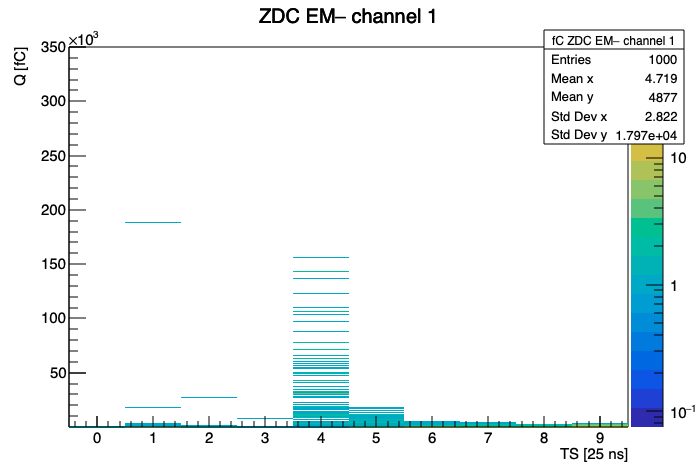 ZDC EM− channel 1
×10³
Q [fC]
fC ZDC EM− channel 1
Entries 1000
Mean x 4.719
Mean y 4877
Std Dev x 2.822
Std Dev y 1.797e+04
350
300
250
200
150
100
50
10
1
10⁻¹
0 1 2 3 4 5 6 7 8 9
TS [25 ns]